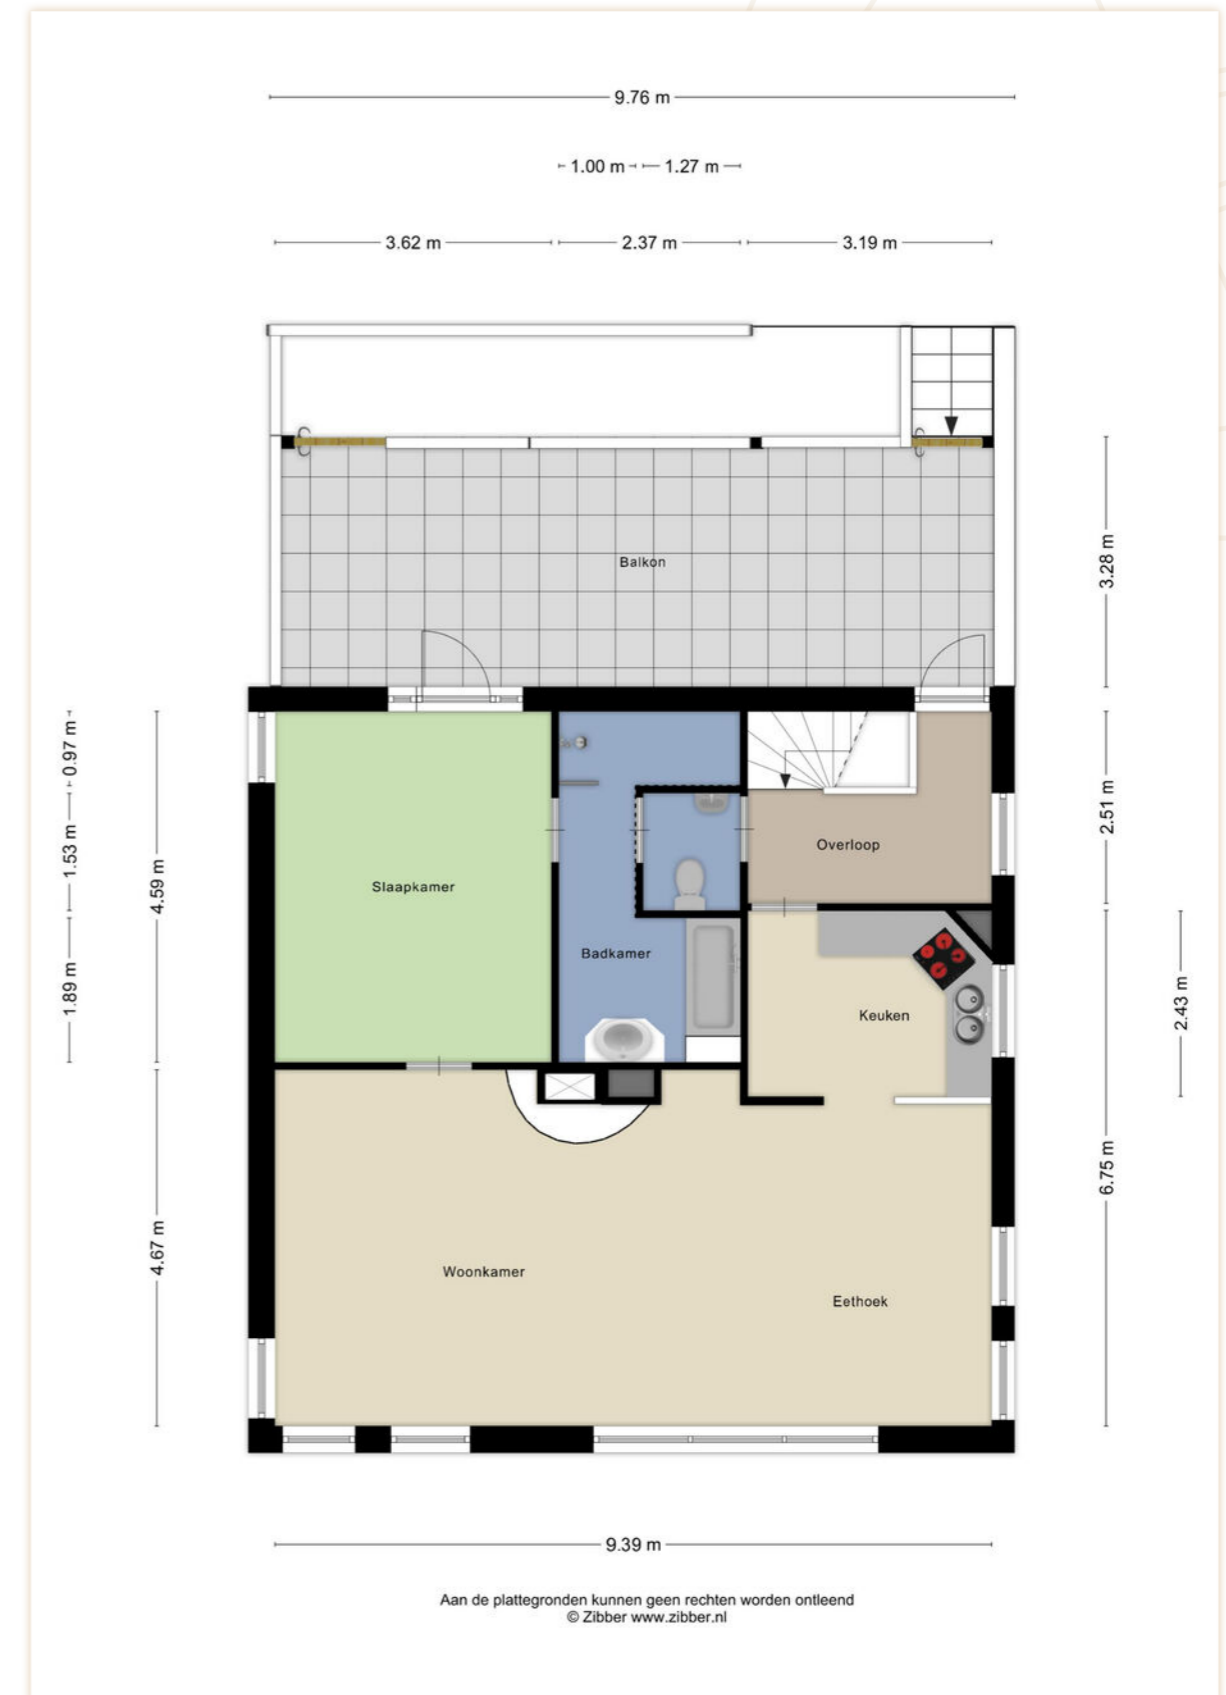 9.76 m
1.00 m
1.27 m
3.62 m
2.37 m
3.19 m
Balkon
3.28 m
0.97 m
1.53 m
1.89 m
4.59 m
2.51 m
Overloop
Slaapkamer
Badkamer
Keuken
2.43 m
6.75 m
4.67 m
Woonkamer
Eethoek
9.39 m
Aan de plattegronden kunnen geen rechten worden ontleend
© Zibber www.zibber.nl